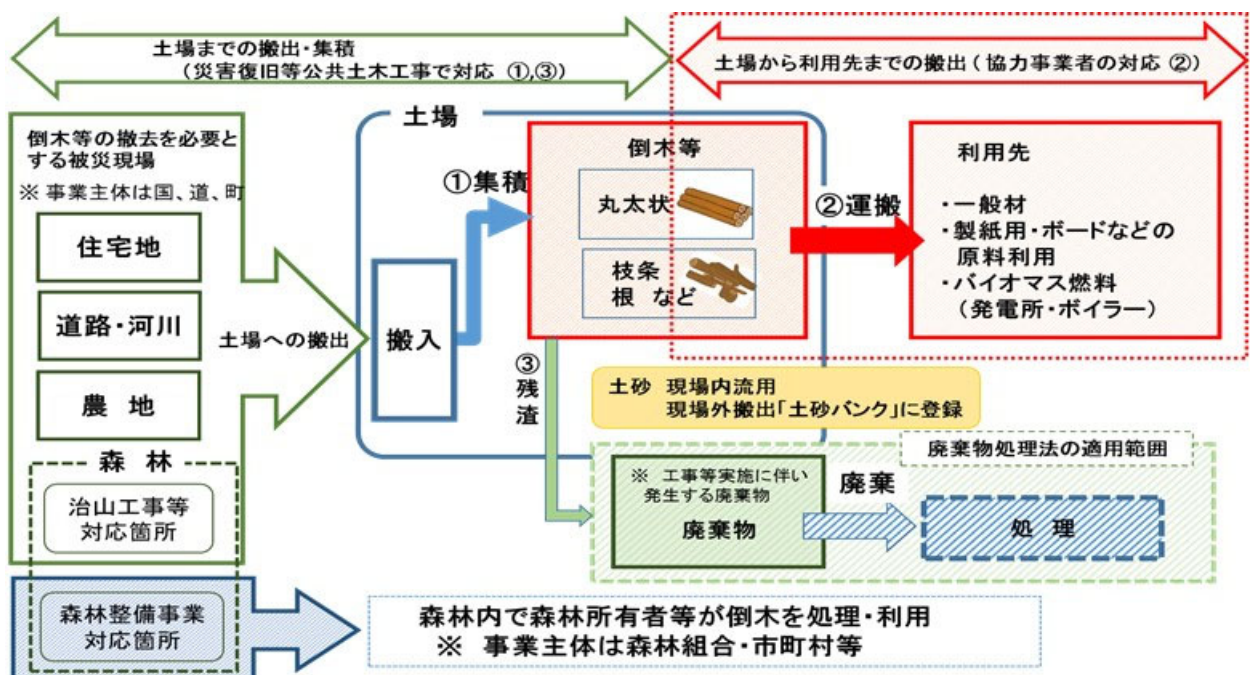 土場までの搬出・集積
（災害復旧等公共土木工事で対応 ①,③）
土場から利用先までの搬出（協力事業者の対応 ②）
倒木等の撤去を必要と
する被災現場
※ 事業主体は国、道、町
住宅地
道路・河川
農 地
森 林
治山工事等
対応箇所
土場への搬出
土場
搬入
①集積
倒木等
丸太状
枝条
根 など
②運搬
利用先
・一般材
・製紙用・ボードなどの
原料利用
・バイオマス燃料
（発電所・ボイラー）
③
残
渣
土砂 現場内流用
現場外搬出「土砂バンク」に登録
廃棄物処理法の適用範囲
※ 工事等実施に伴い
発生する廃棄物
廃棄物
廃棄
処 理
森林整備事業
対応箇所
森林内で森林所有者等が倒木を処理・利用
※ 事業主体は森林組合・市町村等